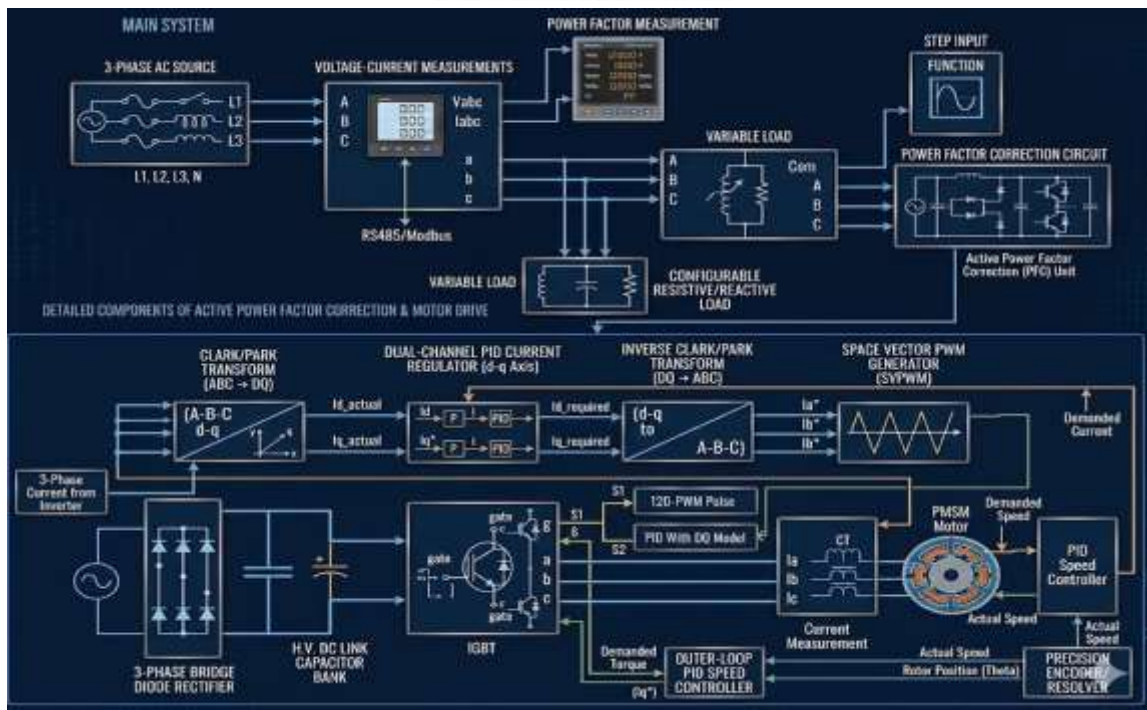 MAIN SYSTEM
3-PHASE AC SOURCE
L1
L2
L3
L1, L2, L3, N
VOLTAGE-CURRENT MEASUREMENTS
A
B
C
Vabc
Iabc
a
b
c
RS485/Modbus
POWER FACTOR MEASUREMENT
STEP INPUT
FUNCTION
VARIABLE LOAD
A
B
C
Com
A
B
C
POWER FACTOR CORRECTION CIRCUIT
Active Power Factor
Correction (PFC) Unit
VARIABLE LOAD
CONFIGURABLE
RESISTIVE/REACTIVE
LOAD
DETAILED COMPONENTS OF ACTIVE POWER FACTOR CORRECTION & MOTOR DRIVE
CLARK/PARK
TRANSFORM
(ABC → DQ)
(A-B-C
d-q
Id_actual
Iq_actual
DUAL-CHANNEL PID CURRENT
REGULATOR (d-q Axis)
Id
P
PID
Iq*
P
PID
Id_required
Iq_required
INVERSE CLARK/PARK
TRANSFORM
(DQ → ABC)
(d-q
to
A-B-C)
Ia*
Ib*
Ib*
SPACE VECTOR PWM
GENERATOR
(SVPWM)
Demanded
Current
3-Phase
Current from
Inverter
3-PHASE BRIDGE
DIODE RECTIFIER
H.V. DC LINK
CAPACITOR
BANK
gate
gate
gate
g
a
b
c
IGBT
S1
6
S1
S2
120-PWM Pulse
PID With DQ Model
Ia
Ib
Ic
CT
Current
Measurement
PMSM
Motor
Demanded
Speed
Actual Speed
PID
Speed
Controller
Actual
Speed
Demanded
Torque
(Iq*)
OUTER-LOOP
PID SPEED
CONTROLLER
Actual Speed
Rotor Position (Theta)
PRECISION
ENCODER/
RESOLVER